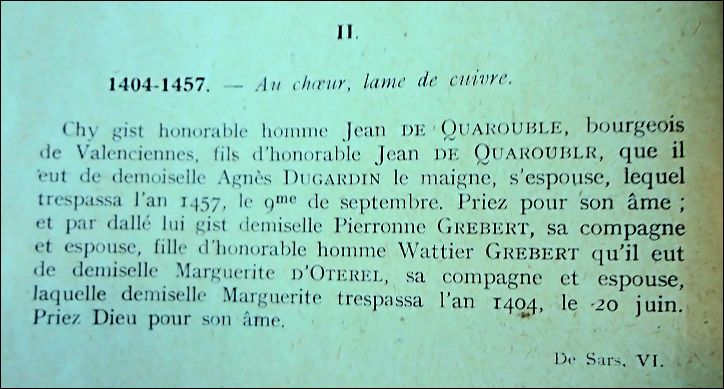 II.
1404-1457. — Au chœur, lame de cuivre.
Chy gist honorable homme Jean DE QUAROUBLE, bourgeois
de Valenciennes, fils d'honorable Jean DE QUAROUBLR, que il
eut de demoiselle Agnès DUGARDIN le maigne, s'espouse, lequel
trespassa l'an 1457, le 9me de septembre. Priez pour son âme ;
et par dallé lui gist demiselle Pierronne GREBERT, sa compagne
et espouse, fille d'honorable homme Wattier GREBERT qu'il eut
de demiselle Marguerite D'OTEREL, sa compagne et espouse,
laquelle demiselle Marguerite trespassa l'an 1404, le 20 juin.
Priez Dieu pour son âme.
De Sars, VI.